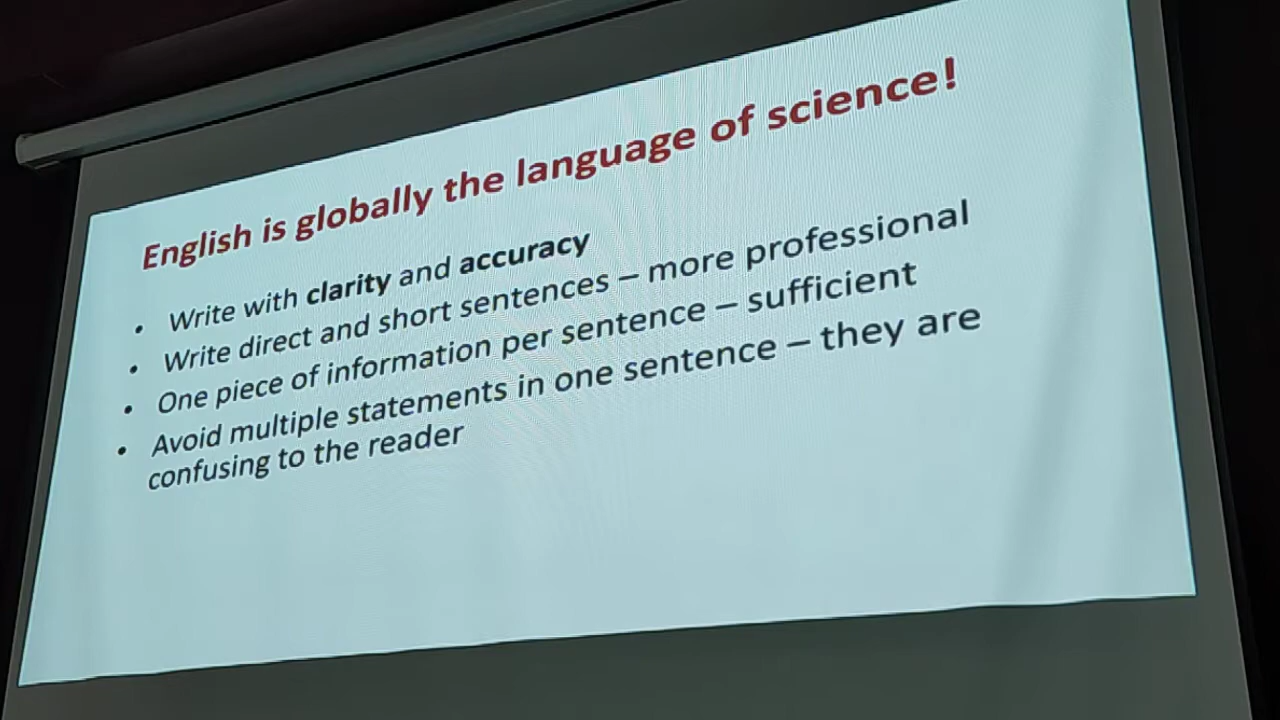 English is globally the language of science!
• Write with clarity and accuracy
• Write direct and short sentences – more professional
• One piece of information per sentence – sufficient
• Avoid multiple statements in one sentence – they are
confusing to the reader